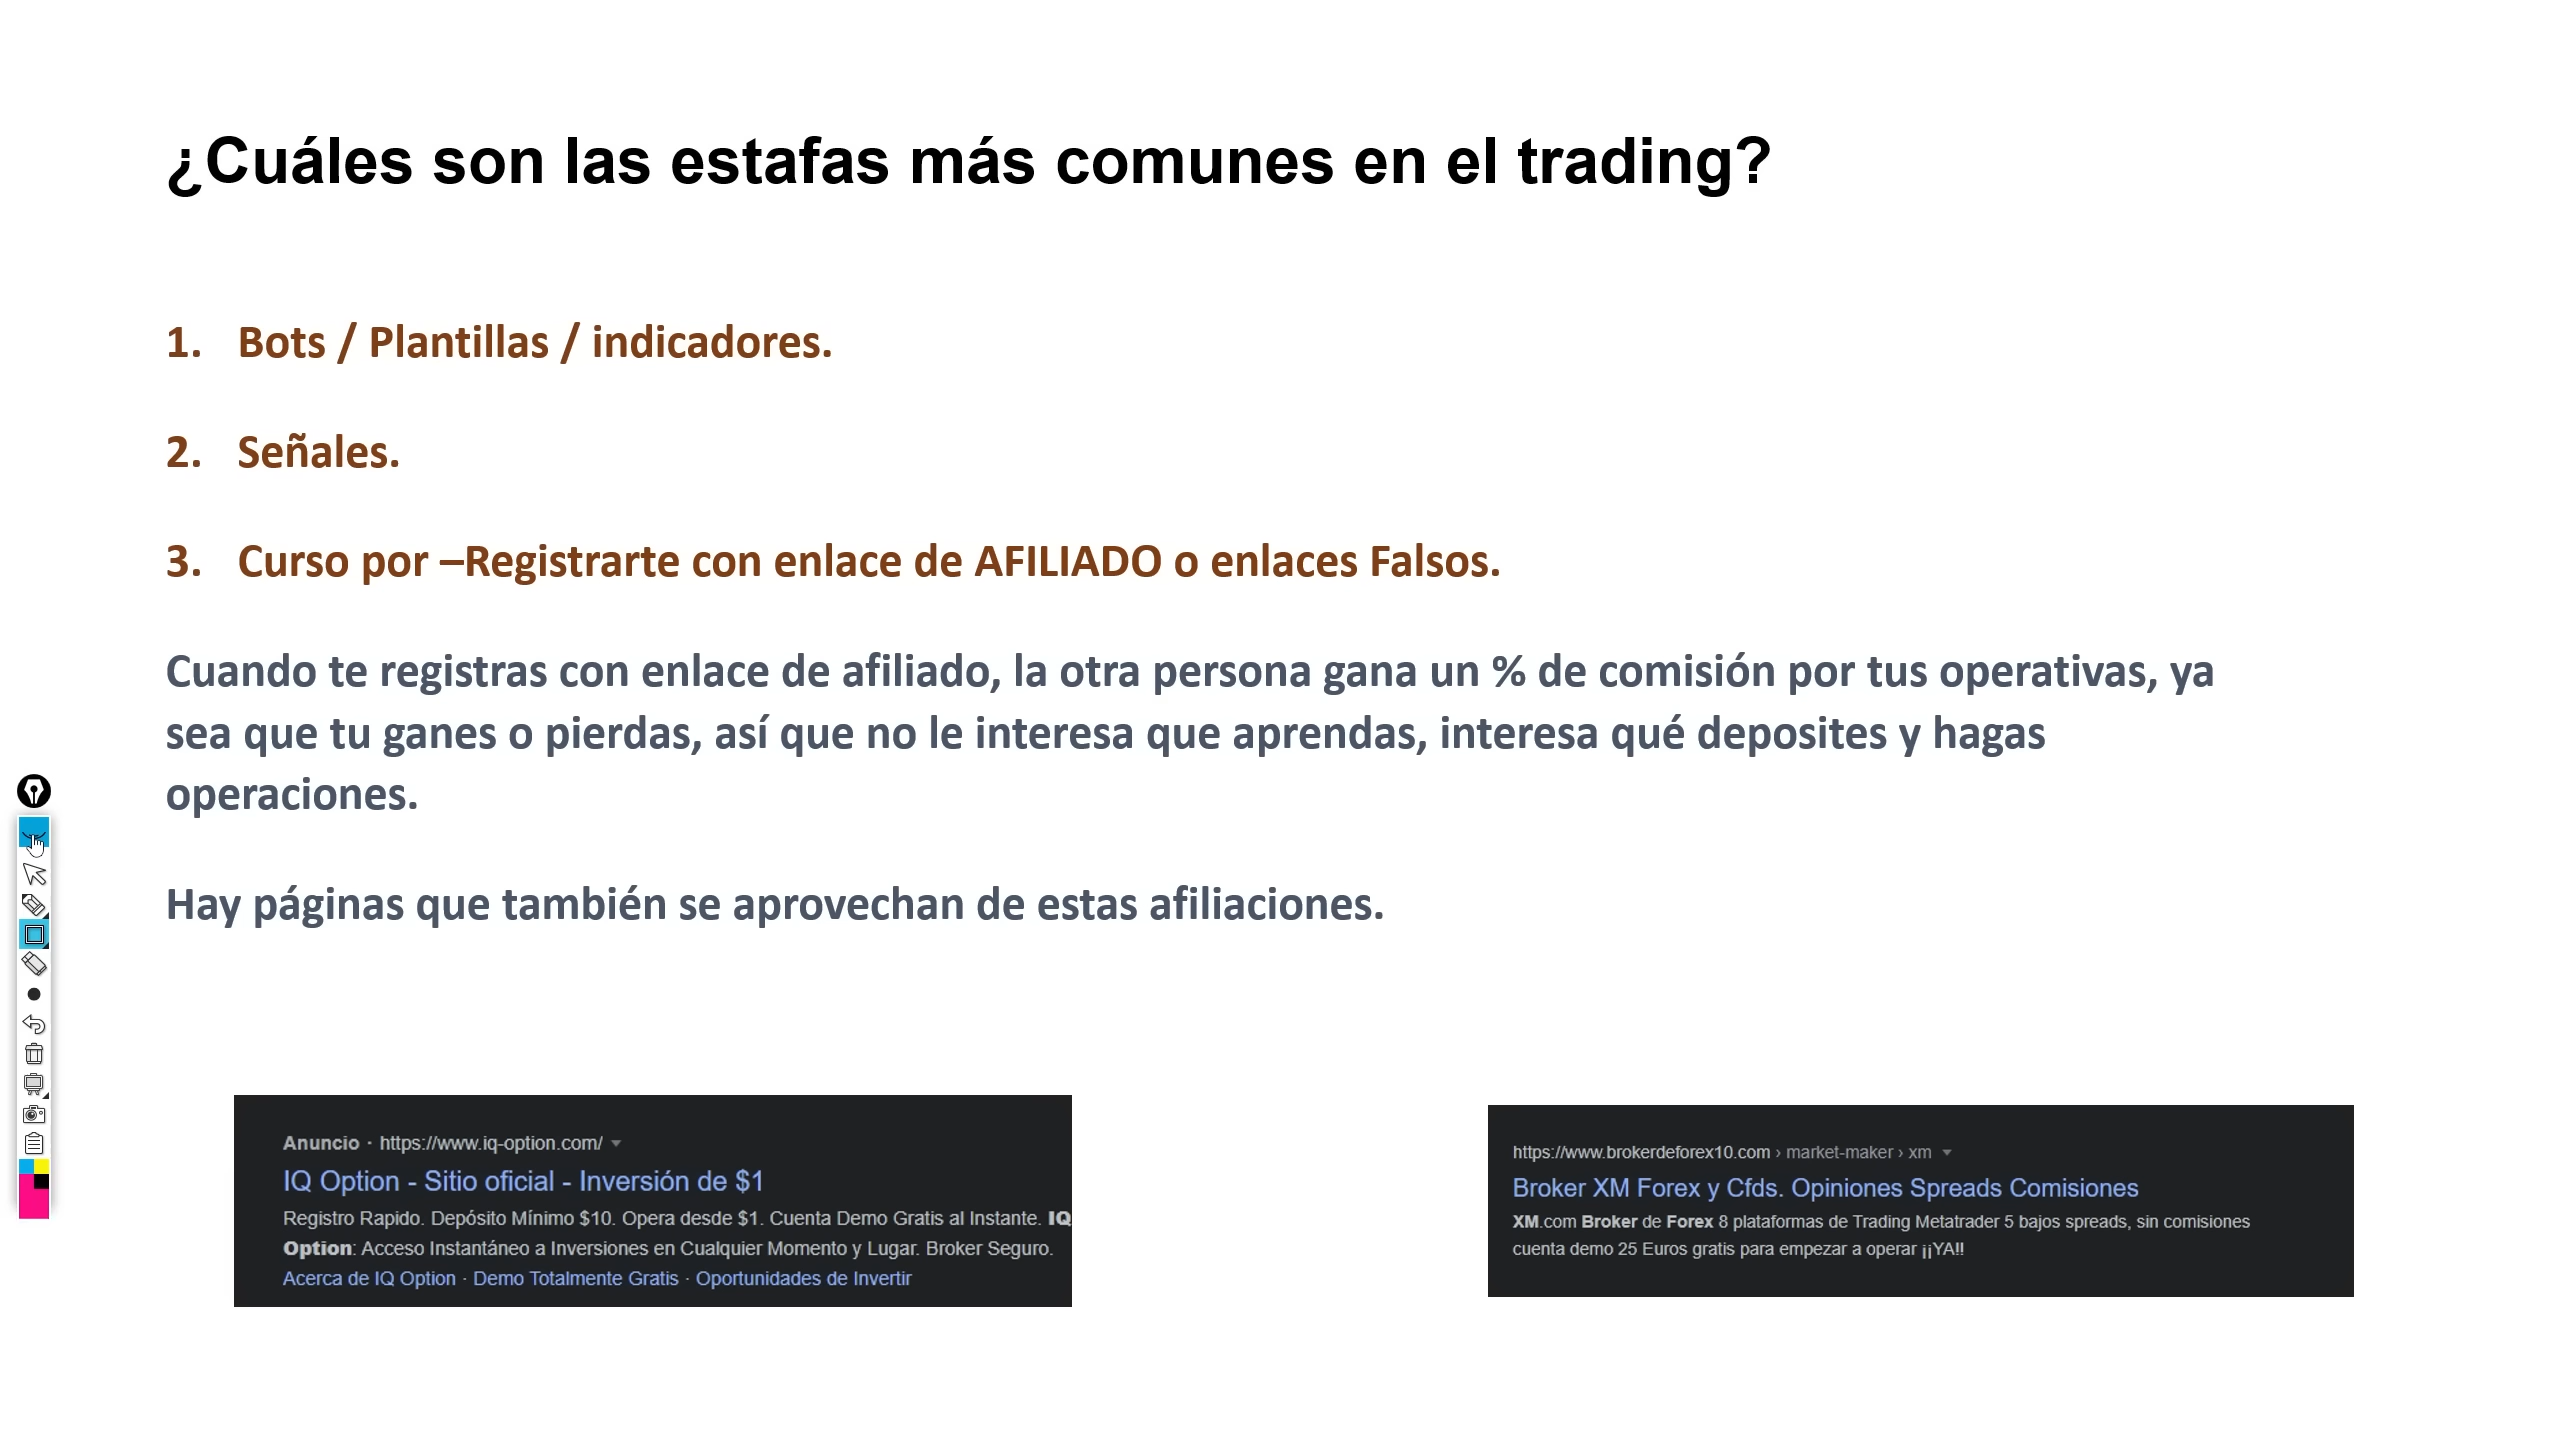 ¿Cuáles son las estafas más comunes en el trading?
1. Bots / Plantillas / indicadores.
2. Señales.
3. Curso por –Registrarte con enlace de AFILIADO o enlaces Falsos.
Cuando te registras con enlace de afiliado, la otra persona gana un % de comisión por tus operativas, ya
sea que tu ganes o pierdas, así que no le interesa que aprendas, interesa qué deposites y hagas
operaciones.
Hay páginas que también se aprovechan de estas afiliaciones.
Anuncio · https://www.iq-option.com/
IQ Option - Sitio oficial - Inversión de $1
Registro Rapido. Depósito Mínimo $10. Opera desde $1. Cuenta Demo Gratis al Instante. IQ
Option: Acceso Instantáneo a Inversiones en Cualquier Momento y Lugar. Broker Seguro.
Acerca de IQ Option · Demo Totalmente Gratis · Oportunidades de Invertir
https://www.brokerdeforex10.com › market-maker › xm
Broker XM Forex y Cfds. Opiniones Spreads Comisiones
XM.com Broker de Forex 8 plataformas de Trading Metatrader 5 bajos spreads, sin comisiones
cuenta demo 25 Euros gratis para empezar a operar ¡¡YA!!